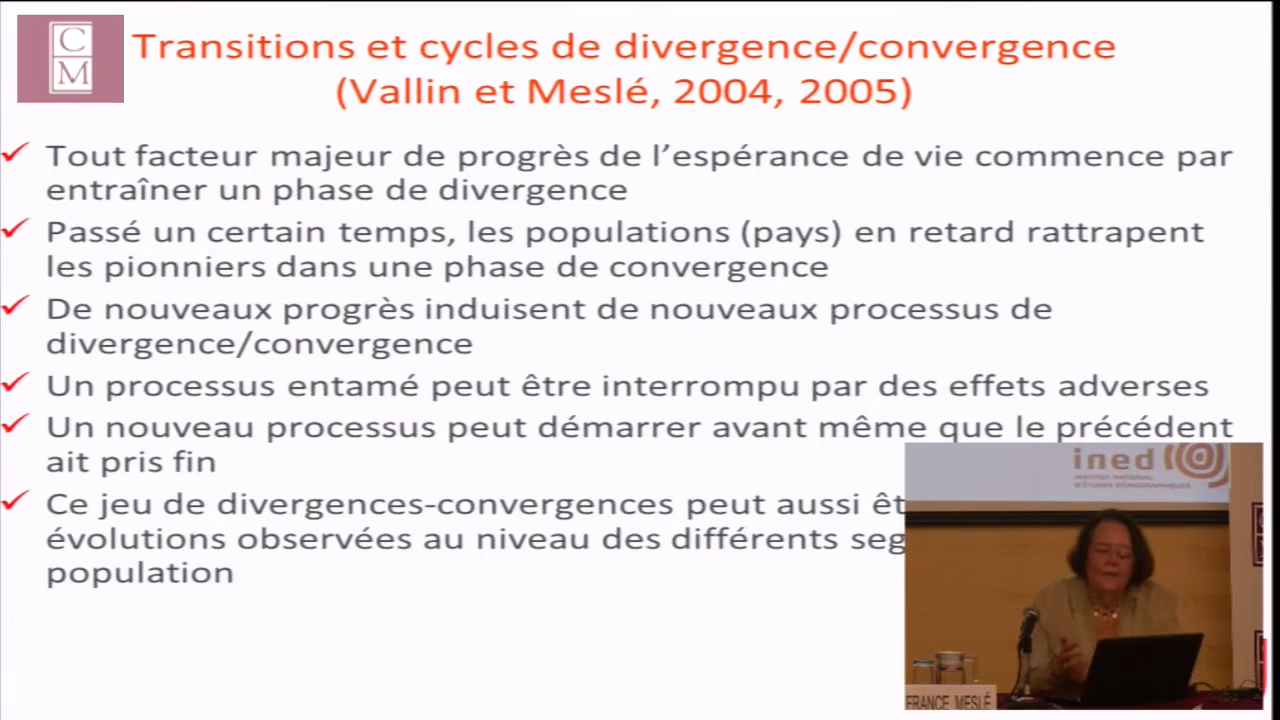 C
M
Transitions et cycles de divergence/convergence
(Vallin et Meslé, 2004, 2005)
Tout facteur majeur de progrès de l'espérance de vie commence par
entraîner un phase de divergence
Passé un certain temps, les populations (pays) en retard rattrapent
les pionniers dans une phase de convergence
De nouveaux progrès induisent de nouveaux processus de
divergence/convergence
Un processus entamé peut être interrompu par des effets adverses
Un nouveau processus peut démarrer avant même que le précédent
ait pris fin
Ce jeu de divergences-convergences peut aussi
évolutions observées au niveau des différents
population
ined
INSTITUT NATIONAL
D'ÉTUDES DÉMOGRAPHIQUES
FRANCE MESLÉ